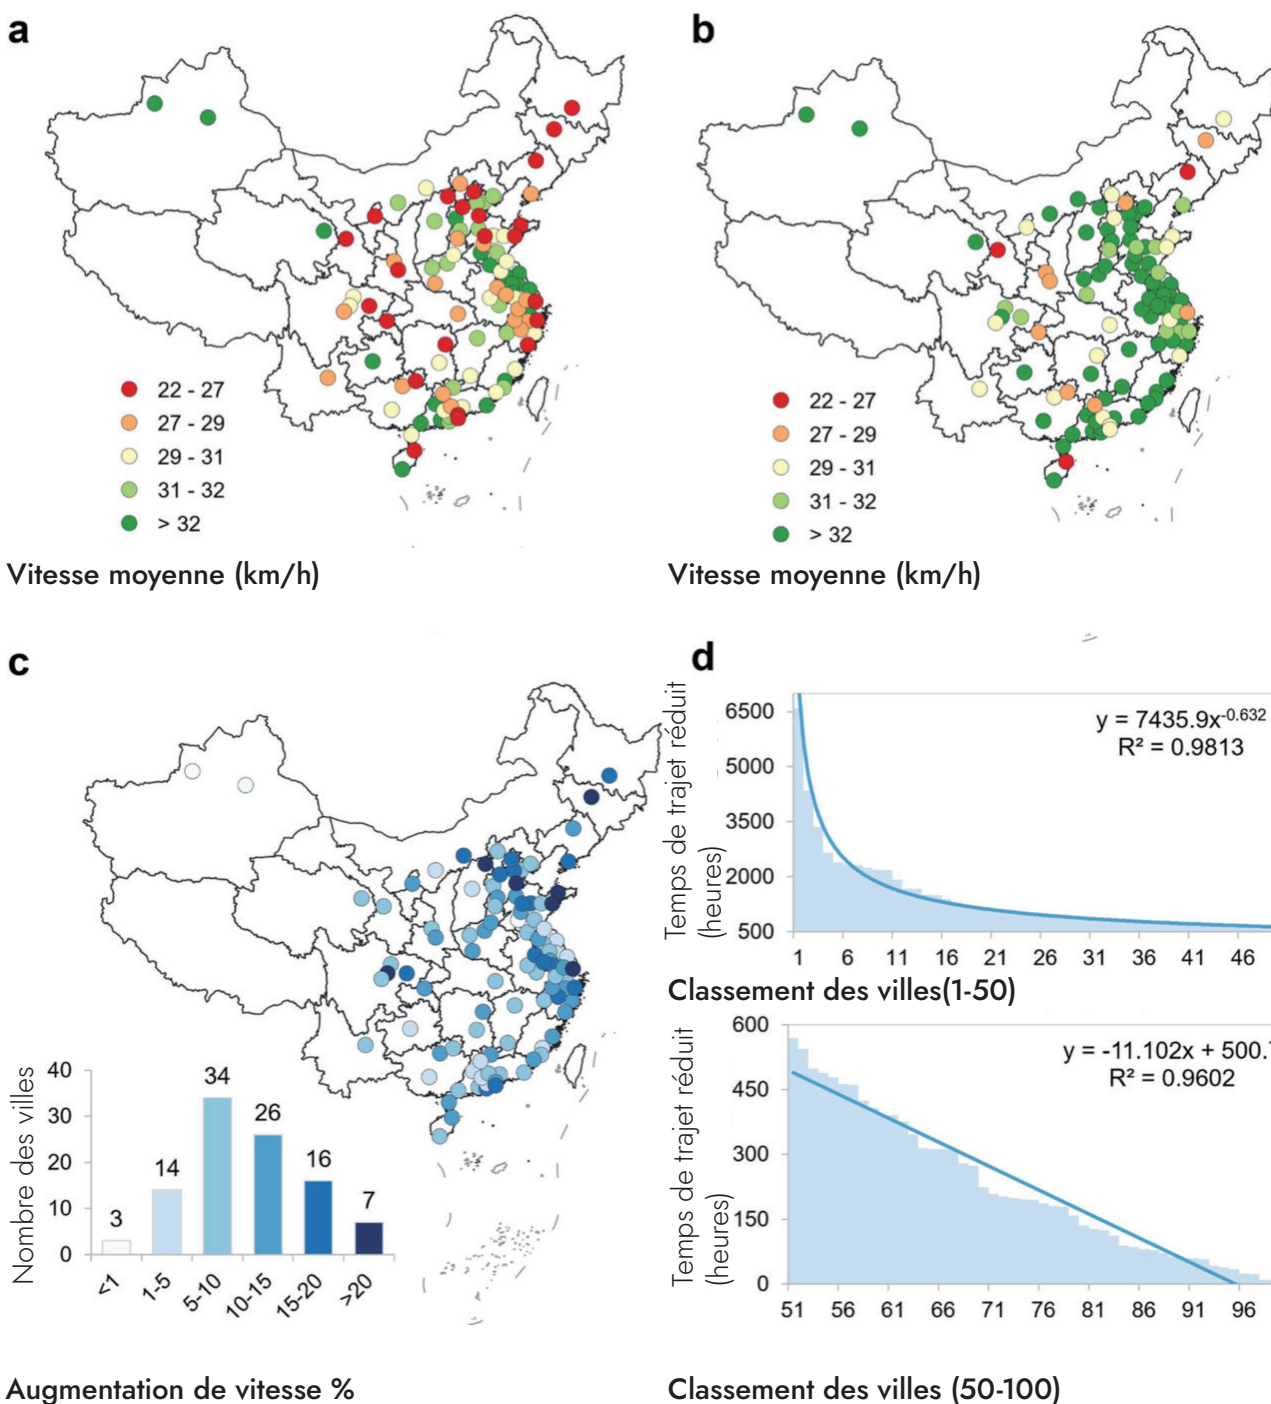 a
22 - 27
27 - 29
29 - 31
31 - 32
> 32
Vitesse moyenne (km/h)
b
22 - 27
27 - 29
29 - 31
31 - 32
> 32
Vitesse moyenne (km/h)
c
Nombre des villes
40
30
20
10
0
3
14
34
26
16
7
<1
1-5
5-10
10-15
15-20
>20
Augmentation de vitesse %
d
Temps de trajet réduit
(heures)
6500
5000
3500
2000
500
y = 7435.9x^-0.632
R² = 0.9813
1 6 11 16 21 26 31 36 41 46
Classement des villes(1-50)
Temps de trajet réduit
(heures)
600
450
300
150
0
y = -11.102x + 500.
R² = 0.9602
51 56 61 66 71 76 81 86 91 96
Classement des villes (50-100)